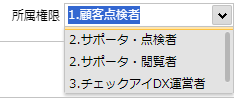 所属権限 1.顧客点検者
2.サポータ・点検者
2.サポータ・閲覧者
3.チェックアイDX運営者